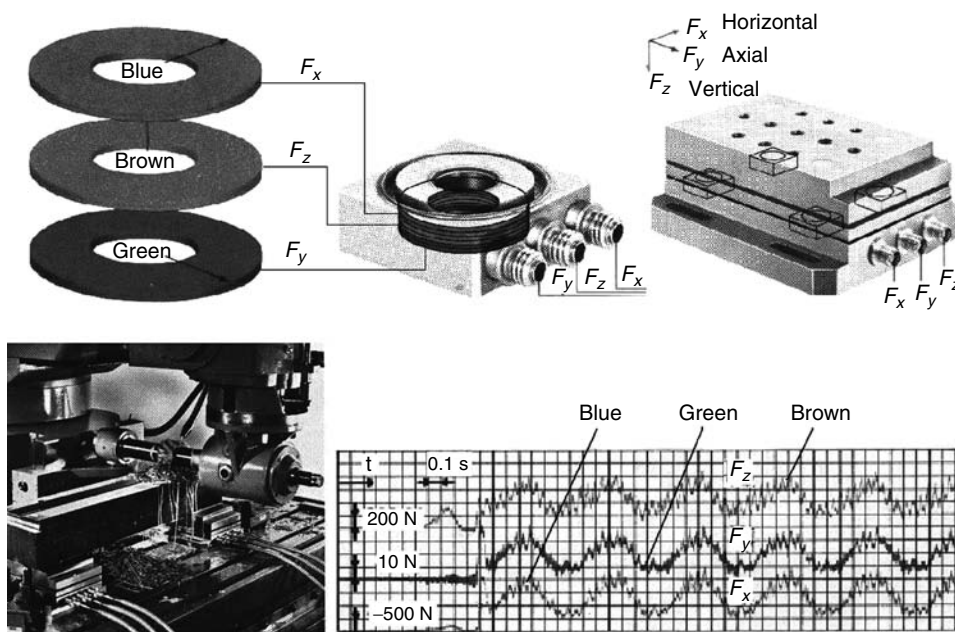 Blue
Brown
Green
Fx
Fz
Fy
Fy
Fz
Fx
Fx Horizontal
Fy Axial
Fz Vertical
Fx
Fy
Fz
Blue
Green
Brown
t
0.1 s
Fz
200 N
Fy
10 N
Fx
–500 N